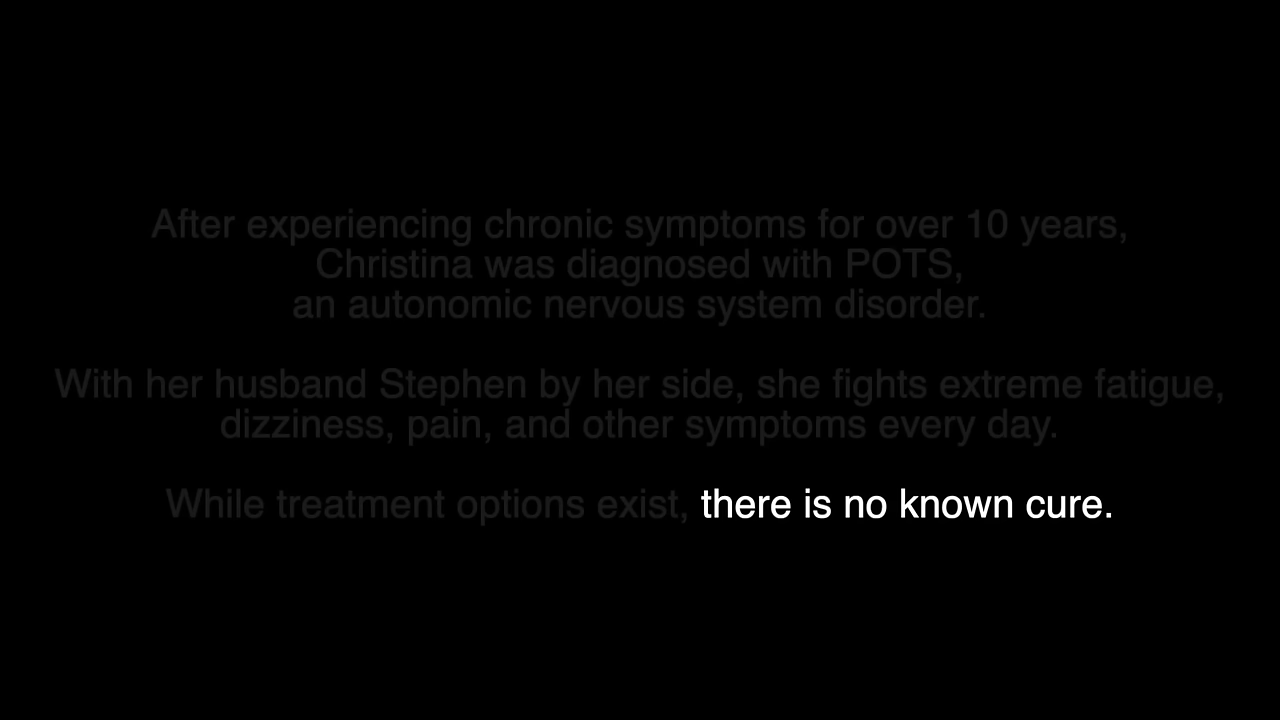 After experiencing chronic symptoms for over 10 years,
Christina was diagnosed with POTS,
an autonomic nervous system disorder.
With her husband Stephen by her side, she fights extreme fatigue,
dizziness, pain, and other symptoms every day.
While treatment options exist, there is no known cure.